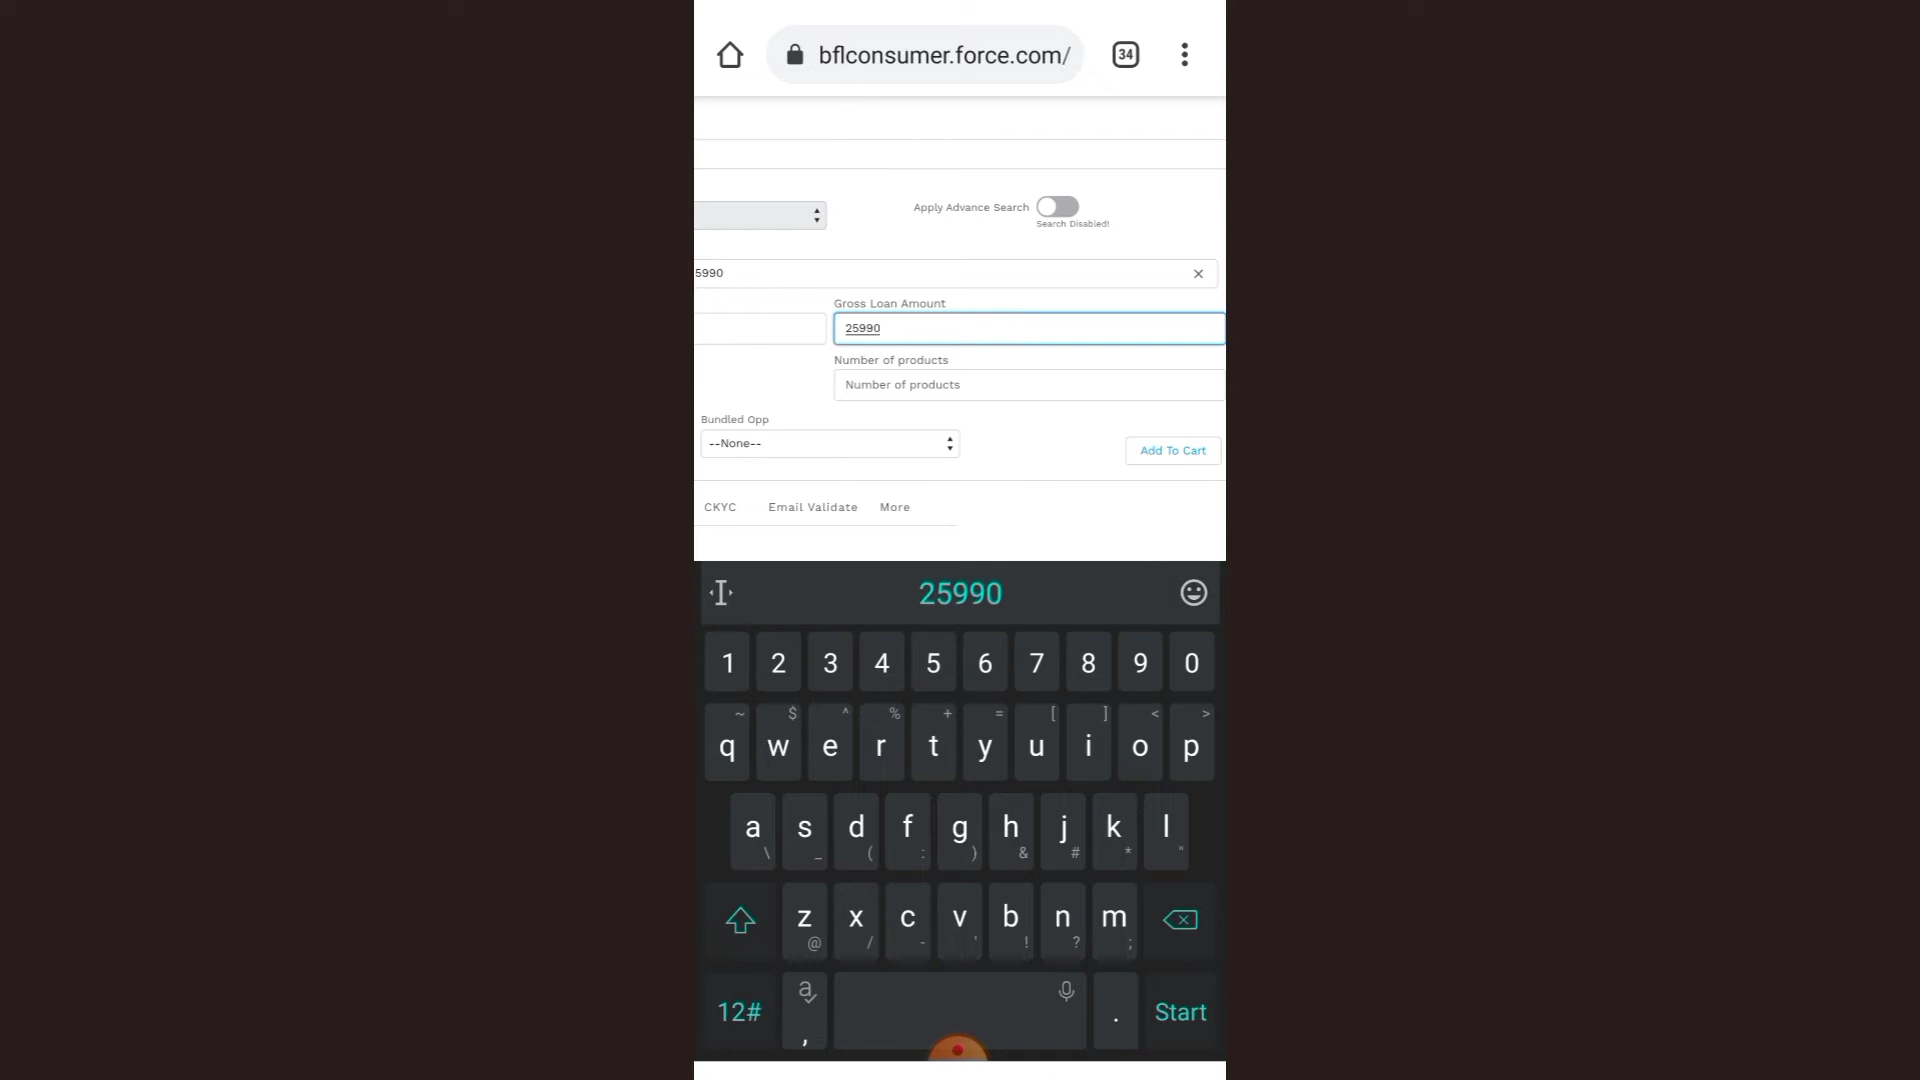 bflconsumer.force.com/
34
Apply Advance Search
Search Disabled!
5990
Gross Loan Amount
25990
Number of products
Number of products
Bundled Opp
--None--
Add To Cart
CKYC Email Validate More
25990
1 2 3 4 5 6 7 8 9 0
~ $ ^ % + = [ ] < >
q w e r t y u i o p
a s d f g h j k l
\ _ ( : ) & # * "
z x c v b n m
@ / - ' ! ? ;
12# a , . Start